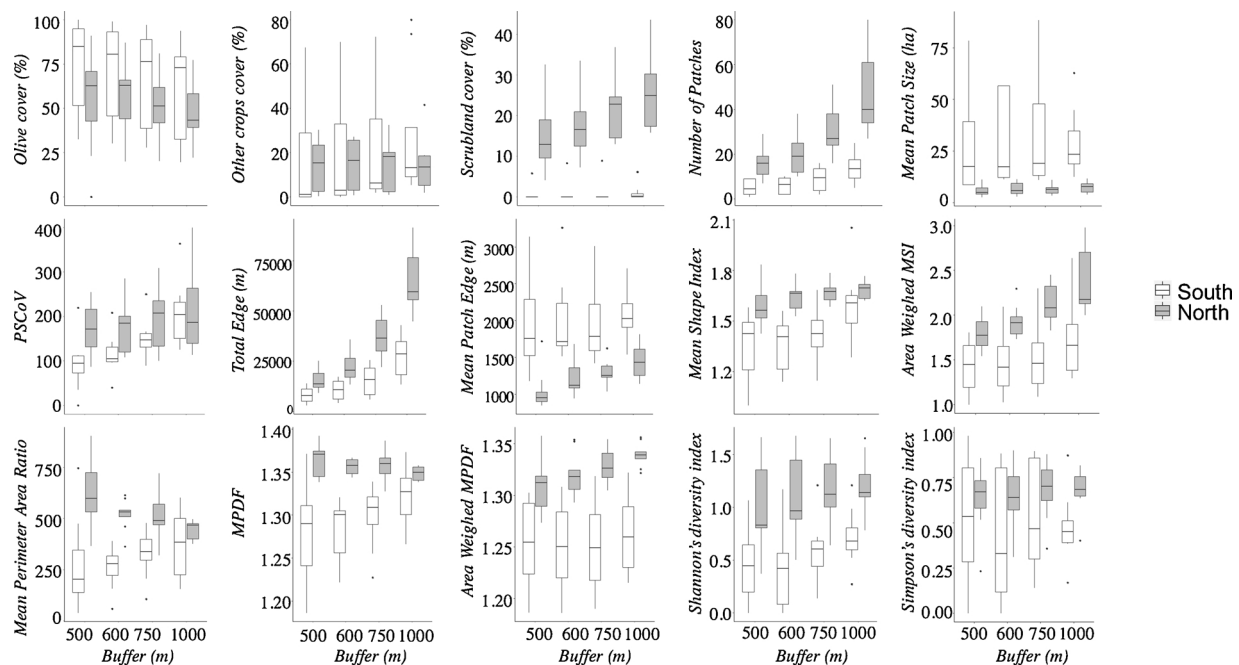 Olive cover (%)
100
75
50
25
0
Other crops cover (%)
80
60
40
20
0
Scrubland cover (%)
40
30
20
10
0
Number of Patches
80
60
40
20
0
Mean Patch Size (ha)
75
50
25
0
PSCoV
400
300
200
100
0
Total Edge (m)
75000
50000
25000
0
Mean Patch Edge (m)
3000
2500
2000
1500
1000
Mean Shape Index
2.1
1.8
1.5
1.2
Area Weighed MSI
3.0
2.5
2.0
1.5
1.0
South
North
Mean Perimeter Area Ratio
750
500
250
0
MPDF
1.40
1.35
1.30
1.20
Area Weighed MPDF
1.35
1.30
1.25
1.20
Shannon's diversity index
1.5
1.0
0.5
0.0
Simpson's diversity index
1.00
0.75
0.50
0.25
0.00
500 600 750 1000
Buffer (m)
500 600 750 1000
Buffer (m)
500 600 750 1000
Buffer (m)
500 600 750 1000
Buffer (m)
500 600 750 1000
Buffer (m)